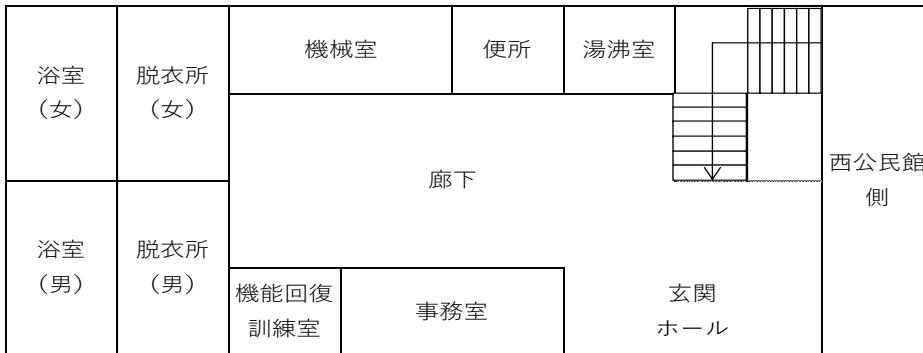 浴室
（女）
脱衣所
（女）
機械室
便所
湯沸室
廊下
西公民館
側
浴室
（男）
脱衣所
（男）
機能回復
訓練室
事務室
玄関
ホール